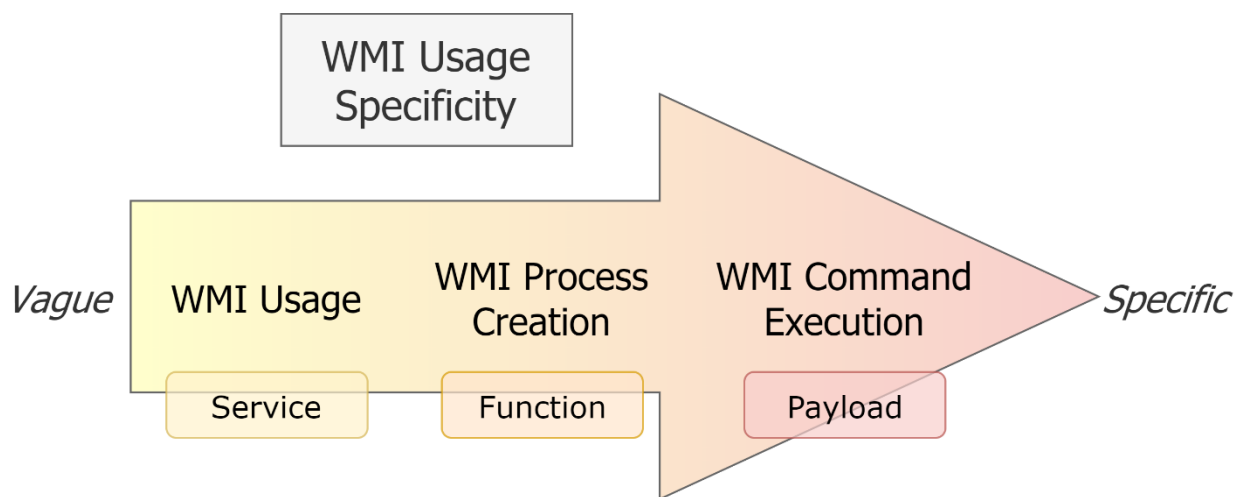 WMI Usage
Specificity
Vague
WMI Usage
WMI Process
Creation
WMI Command
Execution
Specific
Service
Function
Payload